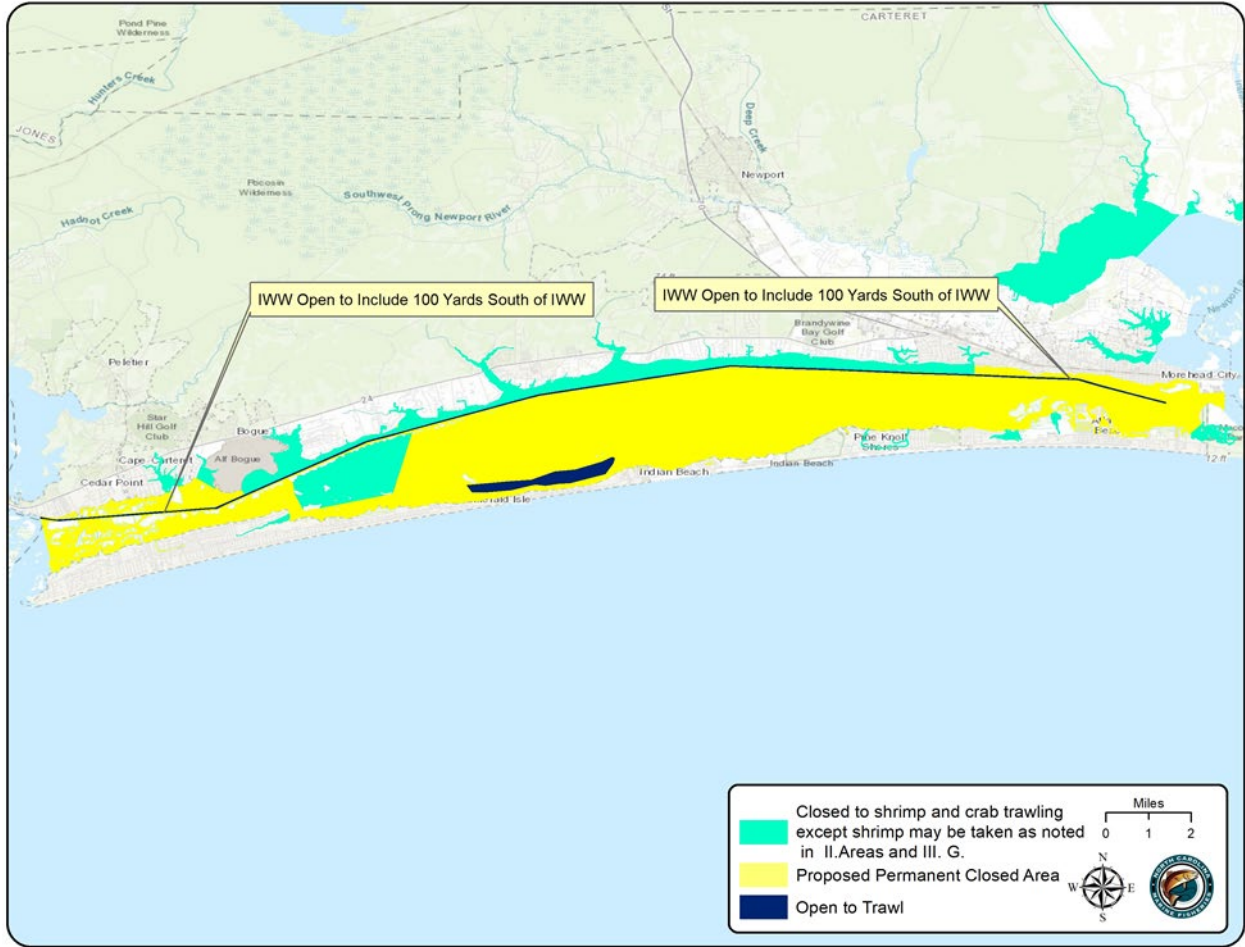 CARTERET
Pond Pine
Wilderness
Hunters Creek
JONES
Deep Creek
Newport
Pocosin
Wilderness
Southwest Prong Newport River
Hadnot Creek
IWW Open to Include 100 Yards South of IWW
IWW Open to Include 100 Yards South of IWW
Brandywine
Bay Golf
Club
Peletier
Morehead City
24
Star
Hill Golf
Club
Bogue
Alf Bogue
Cape Carteret
Cedar Point
Pine Knoll
Shores
Indian Beach
Indian Beach
12 ft
Closed to shrimp and crab trawling
except shrimp may be taken as noted
in II.Areas and III. G.
Proposed Permanent Closed Area
Open to Trawl
Miles
0 1 2
N
W E
S
NORTH CAROLINA
MARINE FISHERIES